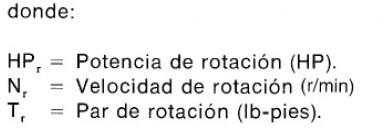 donde:
HPr = Potencia de rotación (HP).
Nr = Velocidad de rotación (r/min)
Tr = Par de rotación (lb-pies).